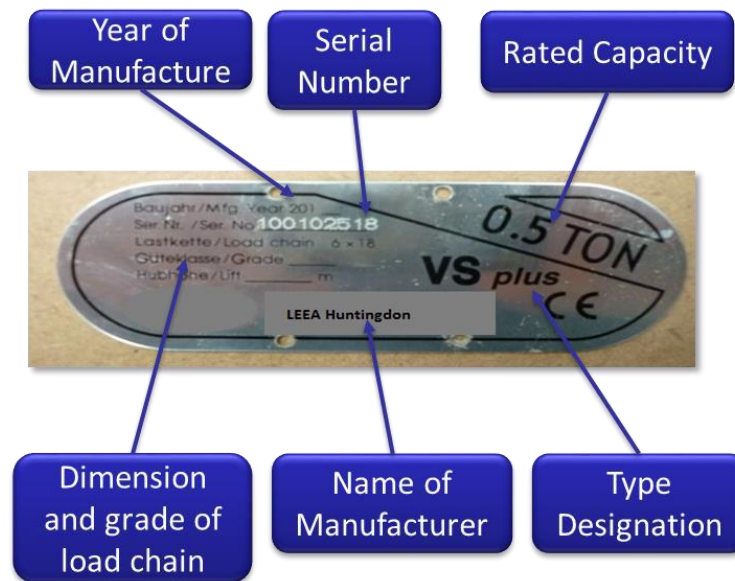 Year of
Manufacture
Serial
Number
Rated Capacity
Baujahr/Mfg. Year 201
Ser.Nr./Ser.No 100102518
Lastkette/Load chain 6 x 18
Güteklasse/Grade
Hubhöhe/Lift m
0.5 TON
VS plus
CE
LEEA Huntingdon
Dimension
and grade of
load chain
Name of
Manufacturer
Type
Designation